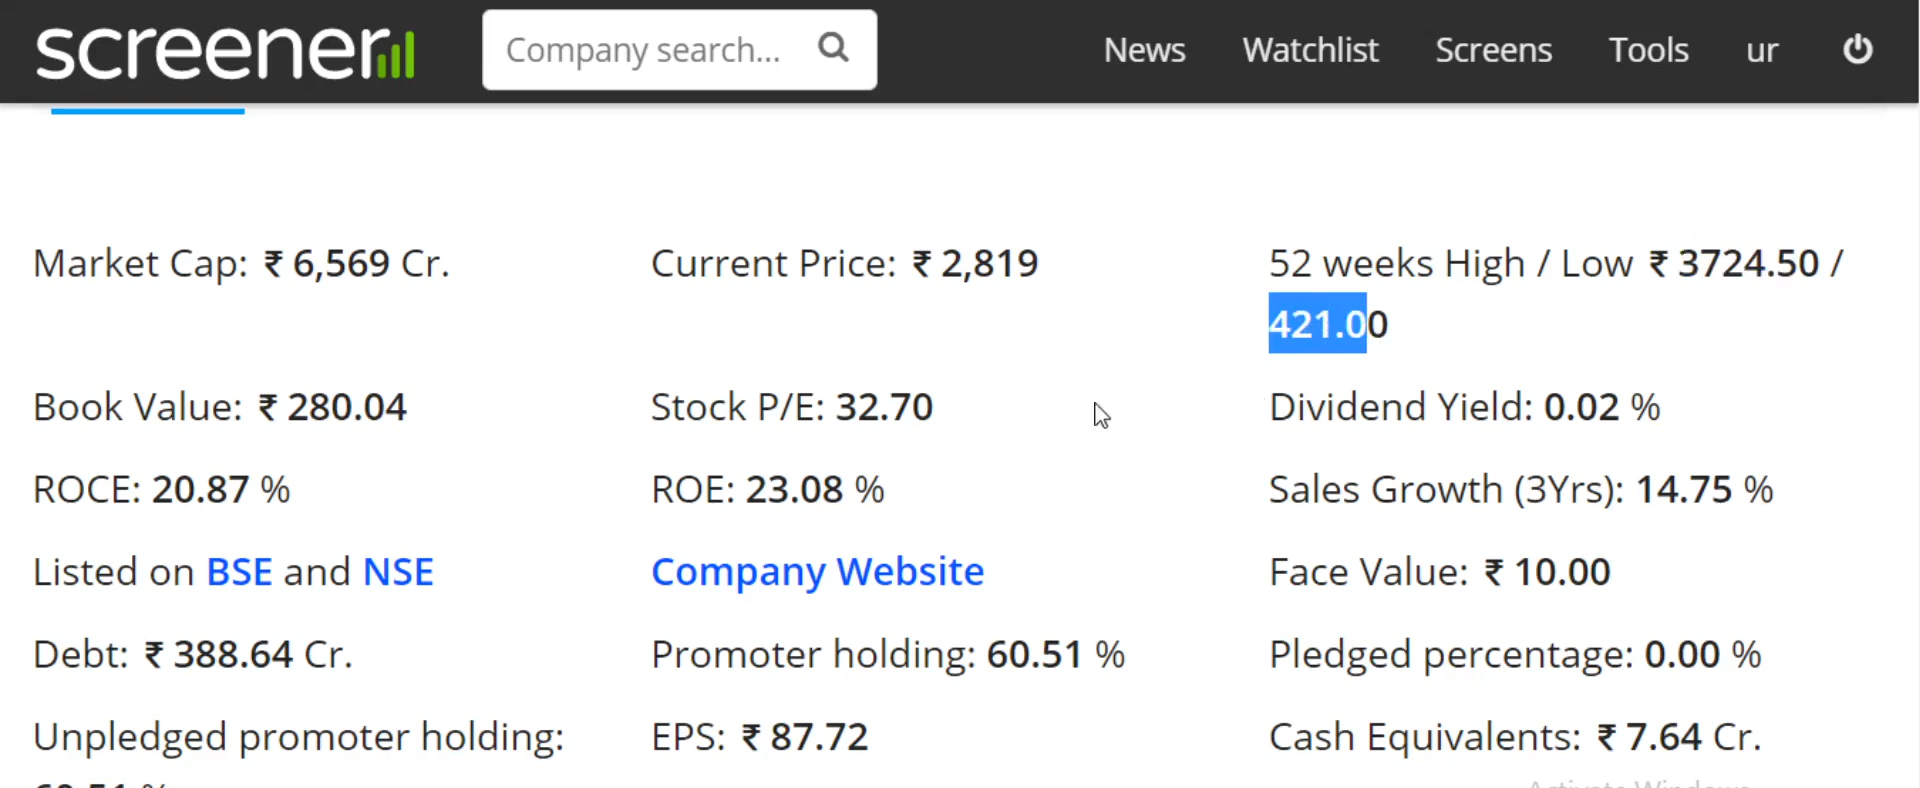 screener Company search... News Watchlist Screens Tools ur
Market Cap: ₹ 6,569 Cr. Current Price: ₹ 2,819 52 weeks High / Low ₹ 3724.50 /
421.00
Book Value: ₹ 280.04 Stock P/E: 32.70 Dividend Yield: 0.02 %
ROCE: 20.87 % ROE: 23.08 % Sales Growth (3Yrs): 14.75 %
Listed on BSE and NSE Company Website Face Value: ₹ 10.00
Debt: ₹ 388.64 Cr. Promoter holding: 60.51 % Pledged percentage: 0.00 %
Unpledged promoter holding: EPS: ₹ 87.72 Cash Equivalents: ₹ 7.64 Cr.
60.51 %
Activate Windows